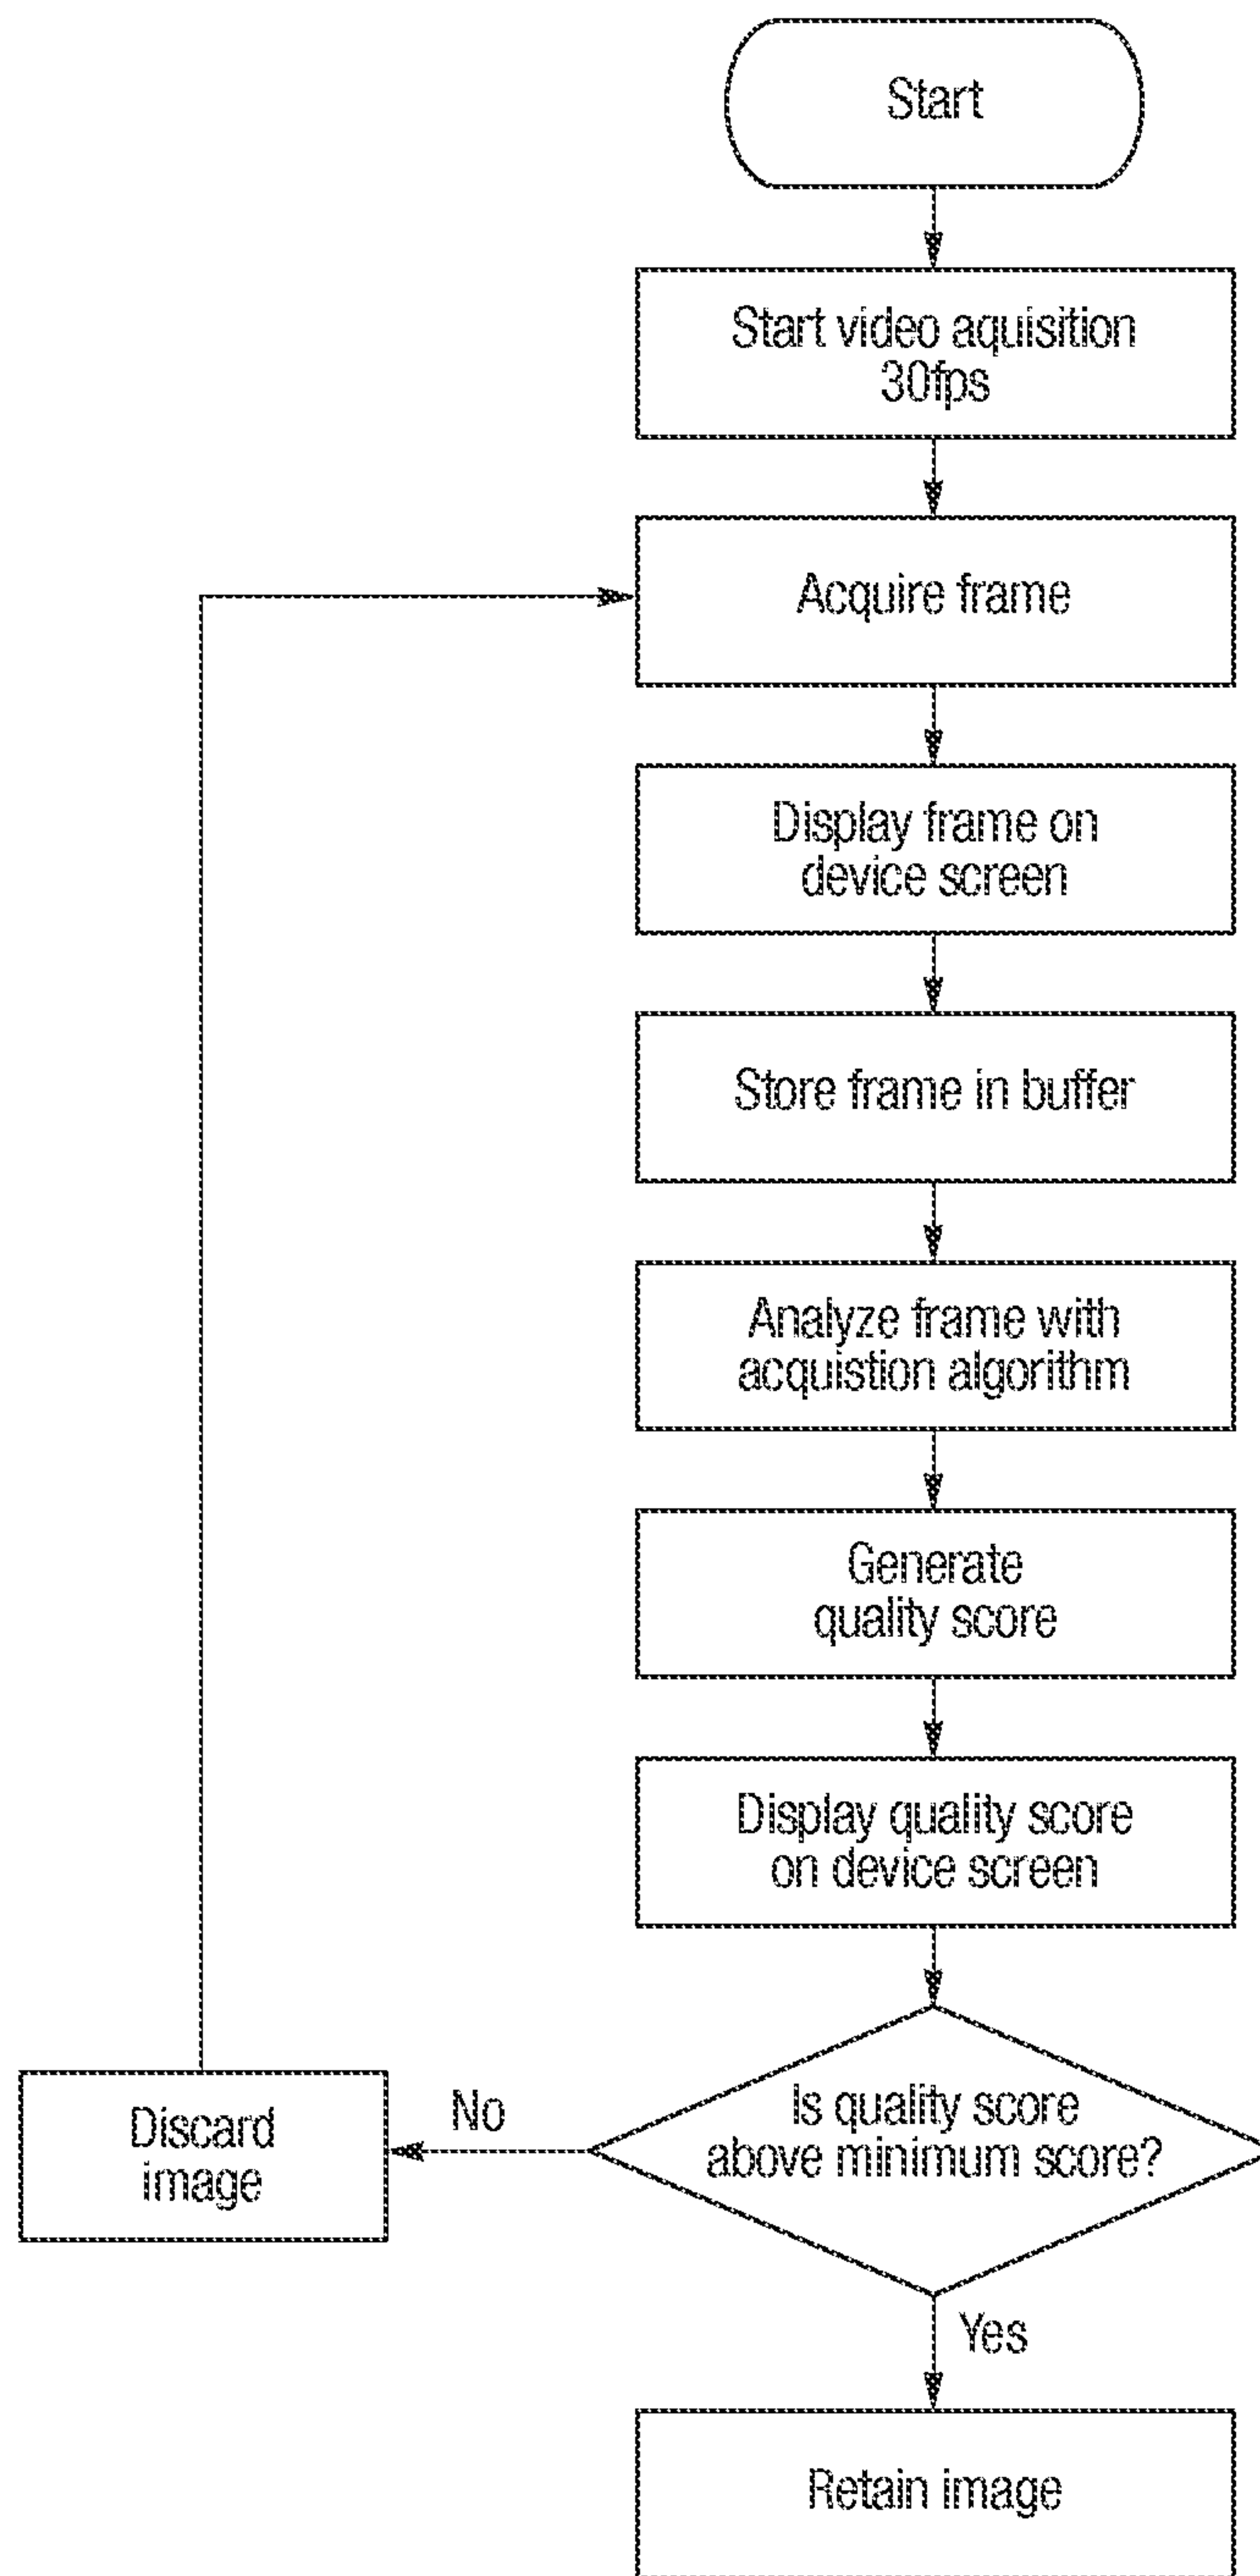 Start
Start video aquisition
30fps
Acquire frame
Display frame on
device screen
Store frame in buffer
Analyze frame with
acquistion algorithm
Generate
quality score
Display quality score
on device screen
Is quality score
above minimum score?
No
Discard
image
Yes
Retain image